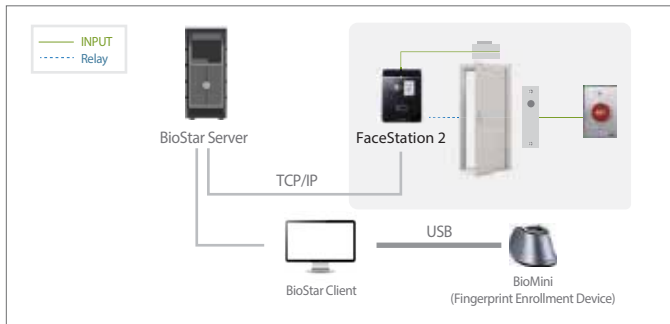 INPUT
Relay
BioStar Server
FaceStation 2
TCP/IP
USB
BioStar Client
BioMini
(Fingerprint Enrollment Device)